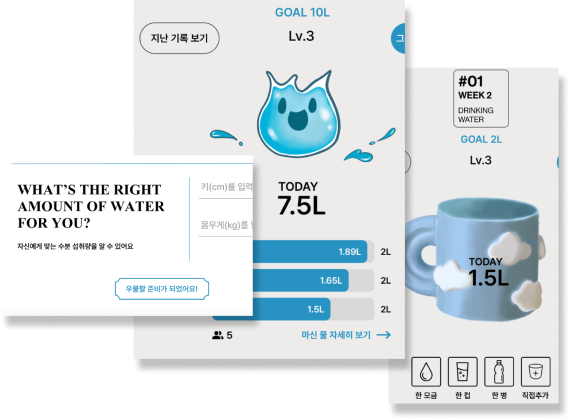 GOAL 10L
지난 기록 보기
그
Lv.3
TODAY
7.5L
1.89L
2L
1.65L
2L
1.5L
2L
5
마신 물 자세히 보기
WHAT'S THE RIGHT
AMOUNT OF WATER
FOR YOU?
자신에게 맞는 수분 섭취량을 알 수 있어요
키(cm)를 입력
몸무게(kg)를
우물할 준비가 되었어요!
#01
WEEK 2
DRINKING
WATER
GOAL 2L
Lv.3
TODAY
1.5L
한 모금
한 컵
한 병
직접추가